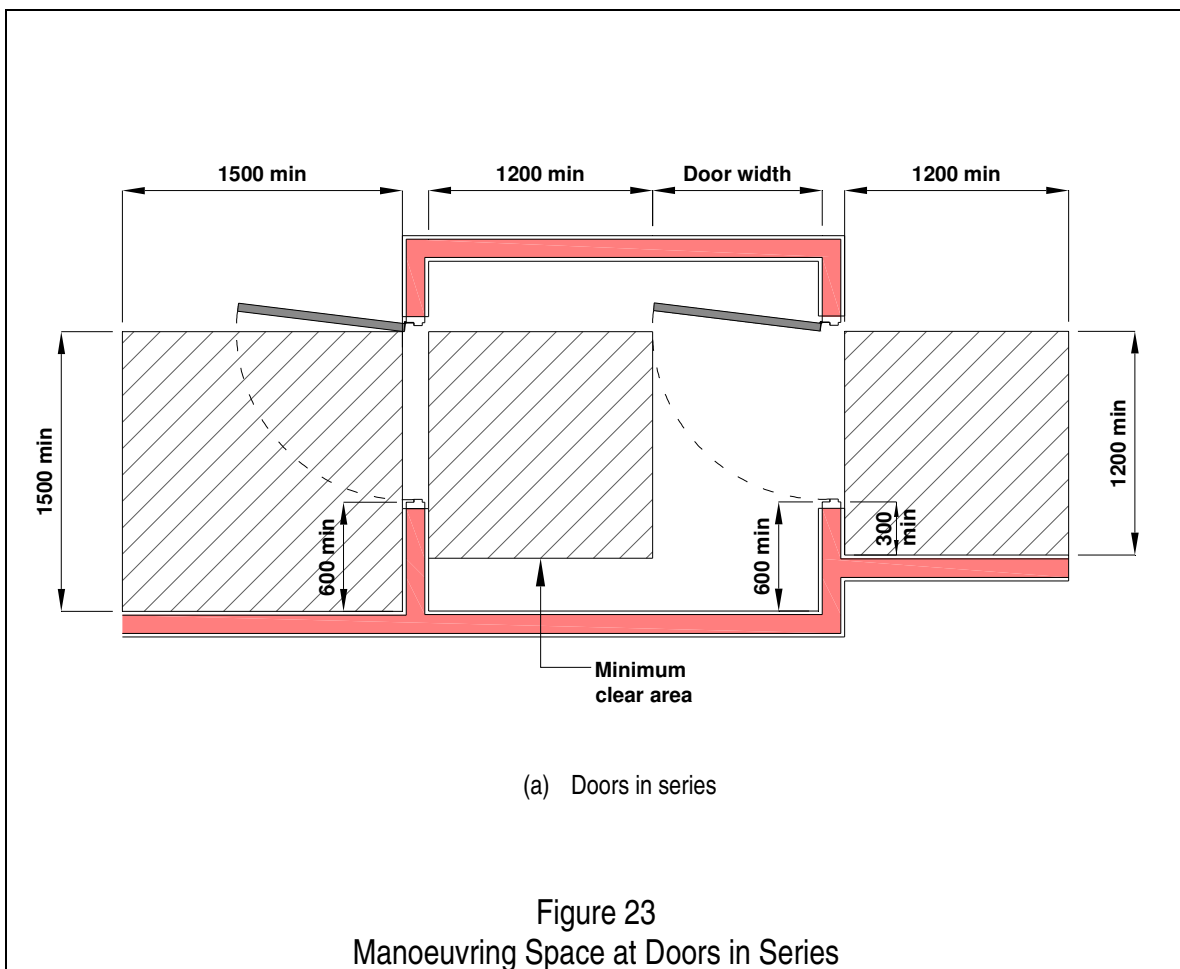 1500 min
1200 min
Door width
1200 min
1500 min
600 min
600 min
300
min
1200 min
Minimum
clear area
(a) Doors in series
Figure 23
Manoeuvring Space at Doors in Series